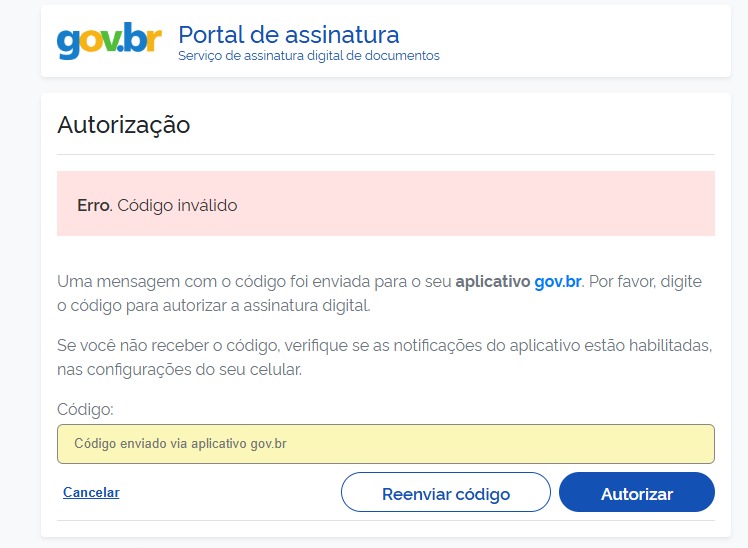 gov.br
Portal de assinatura
Serviço de assinatura digital de documentos
Autorização
Erro. Código inválido
Uma mensagem com o código foi enviada para o seu aplicativo gov.br. Por favor, digite
o código para autorizar a assinatura digital.
Se você não receber o código, verifique se as notificações do aplicativo estão habilitadas,
nas configurações do seu celular.
Código:
Código enviado via aplicativo gov.br
Cancelar
Reenviar código
Autorizar